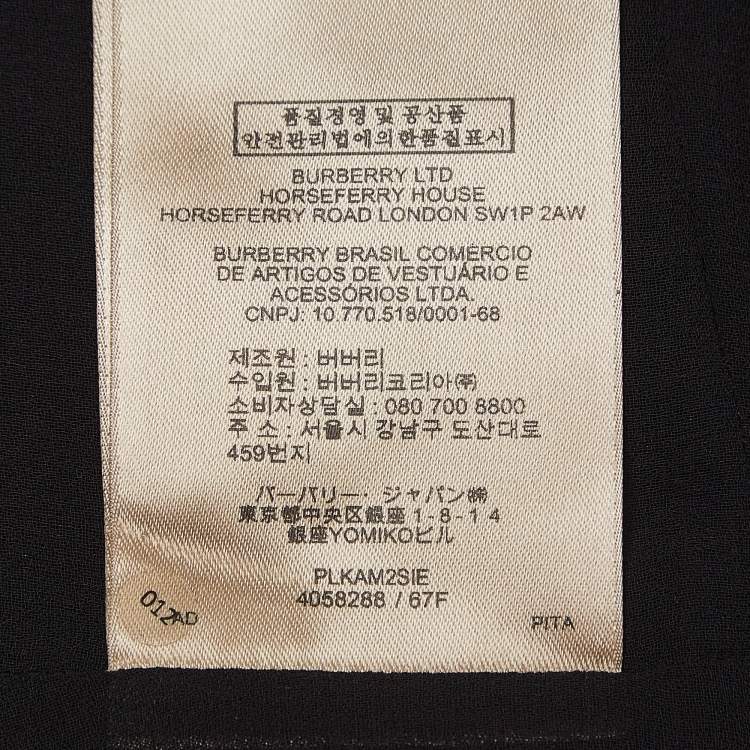 품질경영 및 공산품
안전관리법에의한품질표시
BURBERRY LTD
HORSEFERRY HOUSE
HORSEFERRY ROAD LONDON SW1P 2AW
BURBERRY BRASIL COMÉRCIO
DE ARTIGOS DE VESTUÁRIO E
ACESSÓRIOS LTDA.
CNPJ: 10.770.518/0001-68
제조원 : 버버리
수입원 : 버버리코리아㈜
소비자상담실 : 080 700 8800
주 소 : 서울시 강남구 도산대로
459번지
バーバリー・ジャパン㈱
東京都中央区銀座 1-8-14
銀座YOMIKOビル
PLKAM2SIE
4058288 / 67F
012
AD
PITA